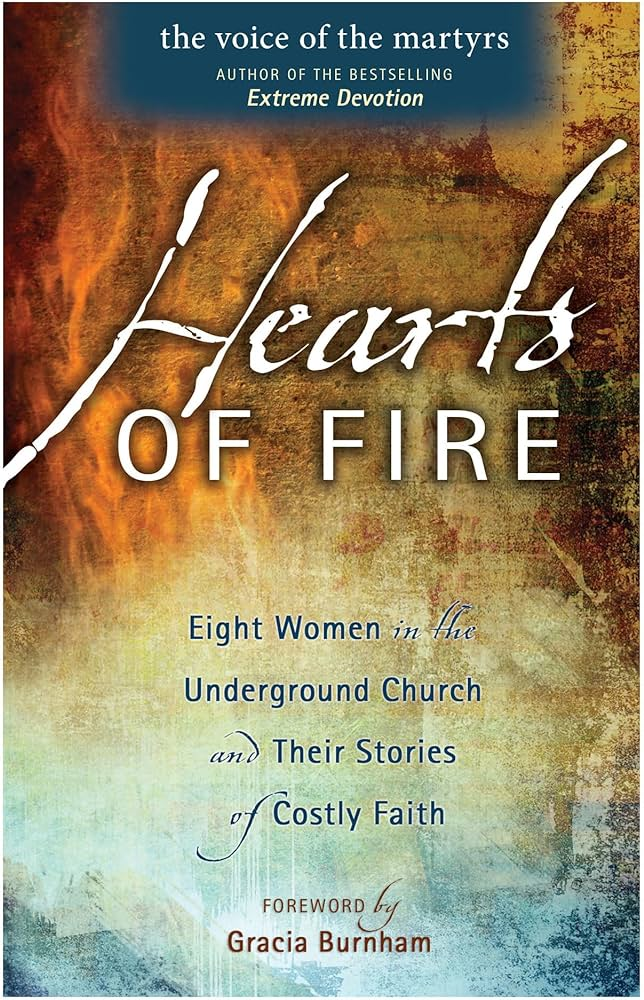 the voice of the martyrs
AUTHOR OF THE BESTSELLING
Extreme Devotion
Hearts
OF FIRE
Eight Women in the
Underground Church
and Their Stories
of Costly Faith
FOREWORD by
Gracia Burnham